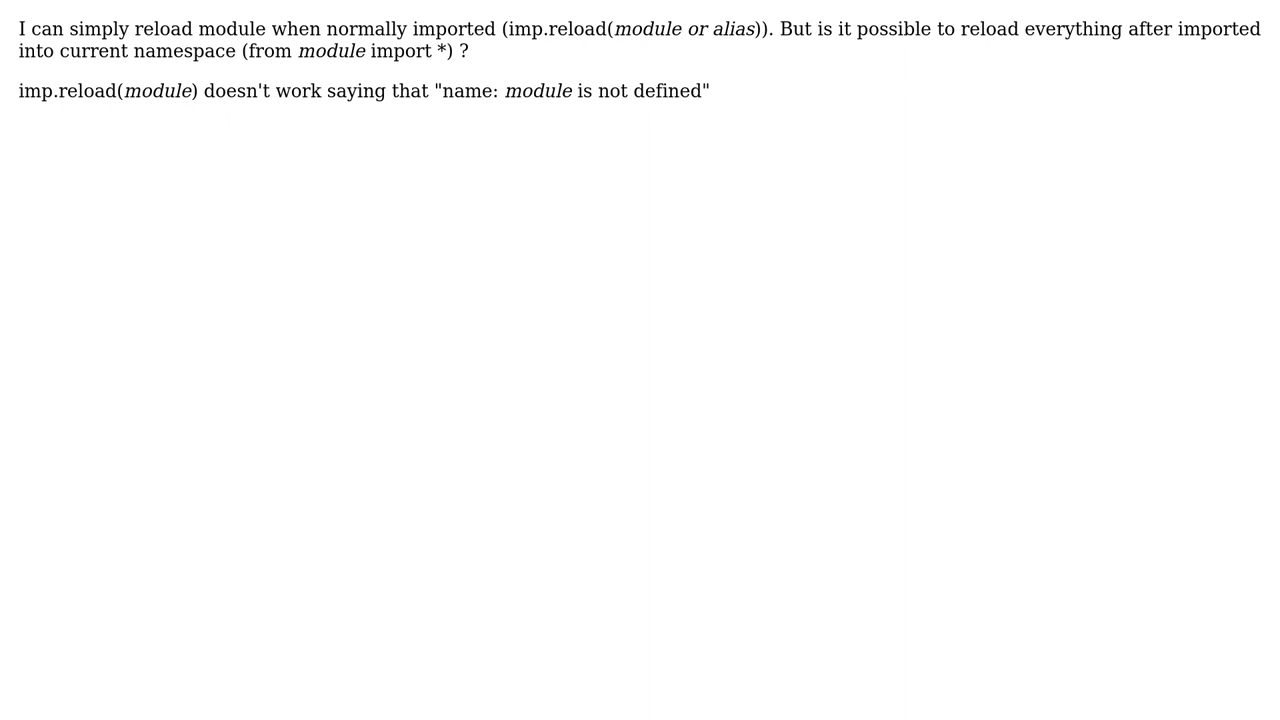 I can simply reload module when normally imported (imp.reload(module or alias)). But is it possible to reload everything after imported
into current namespace (from module import *) ?
imp.reload(module) doesn't work saying that "name: module is not defined"